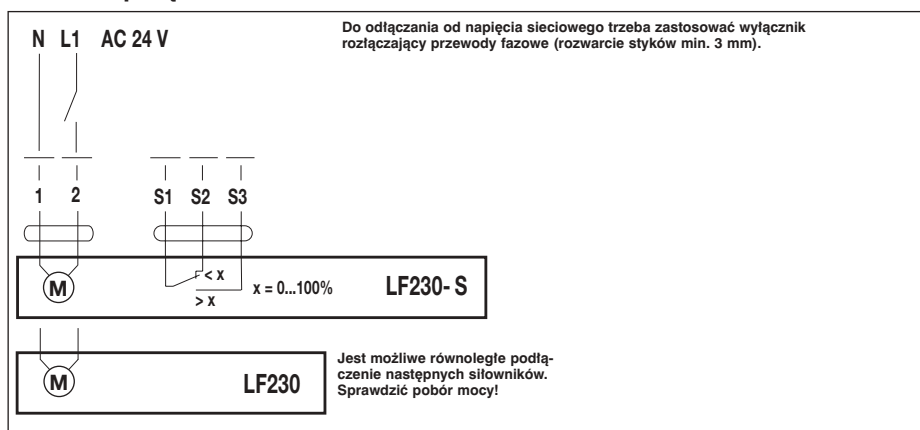 N L1 AC 24 V
Do odłączania od napięcia sieciowego trzeba zastosować wyłącznik
rozłączający przewody fazowe (rozwarcie styków min. 3 mm).
1 2 S1 S2 S3
M
< x
> x
x = 0...100%
LF230- S
M
LF230
Jest możliwe równoległe podłą-
czenie następnych siłowników.
Sprawdzić pobór mocy!